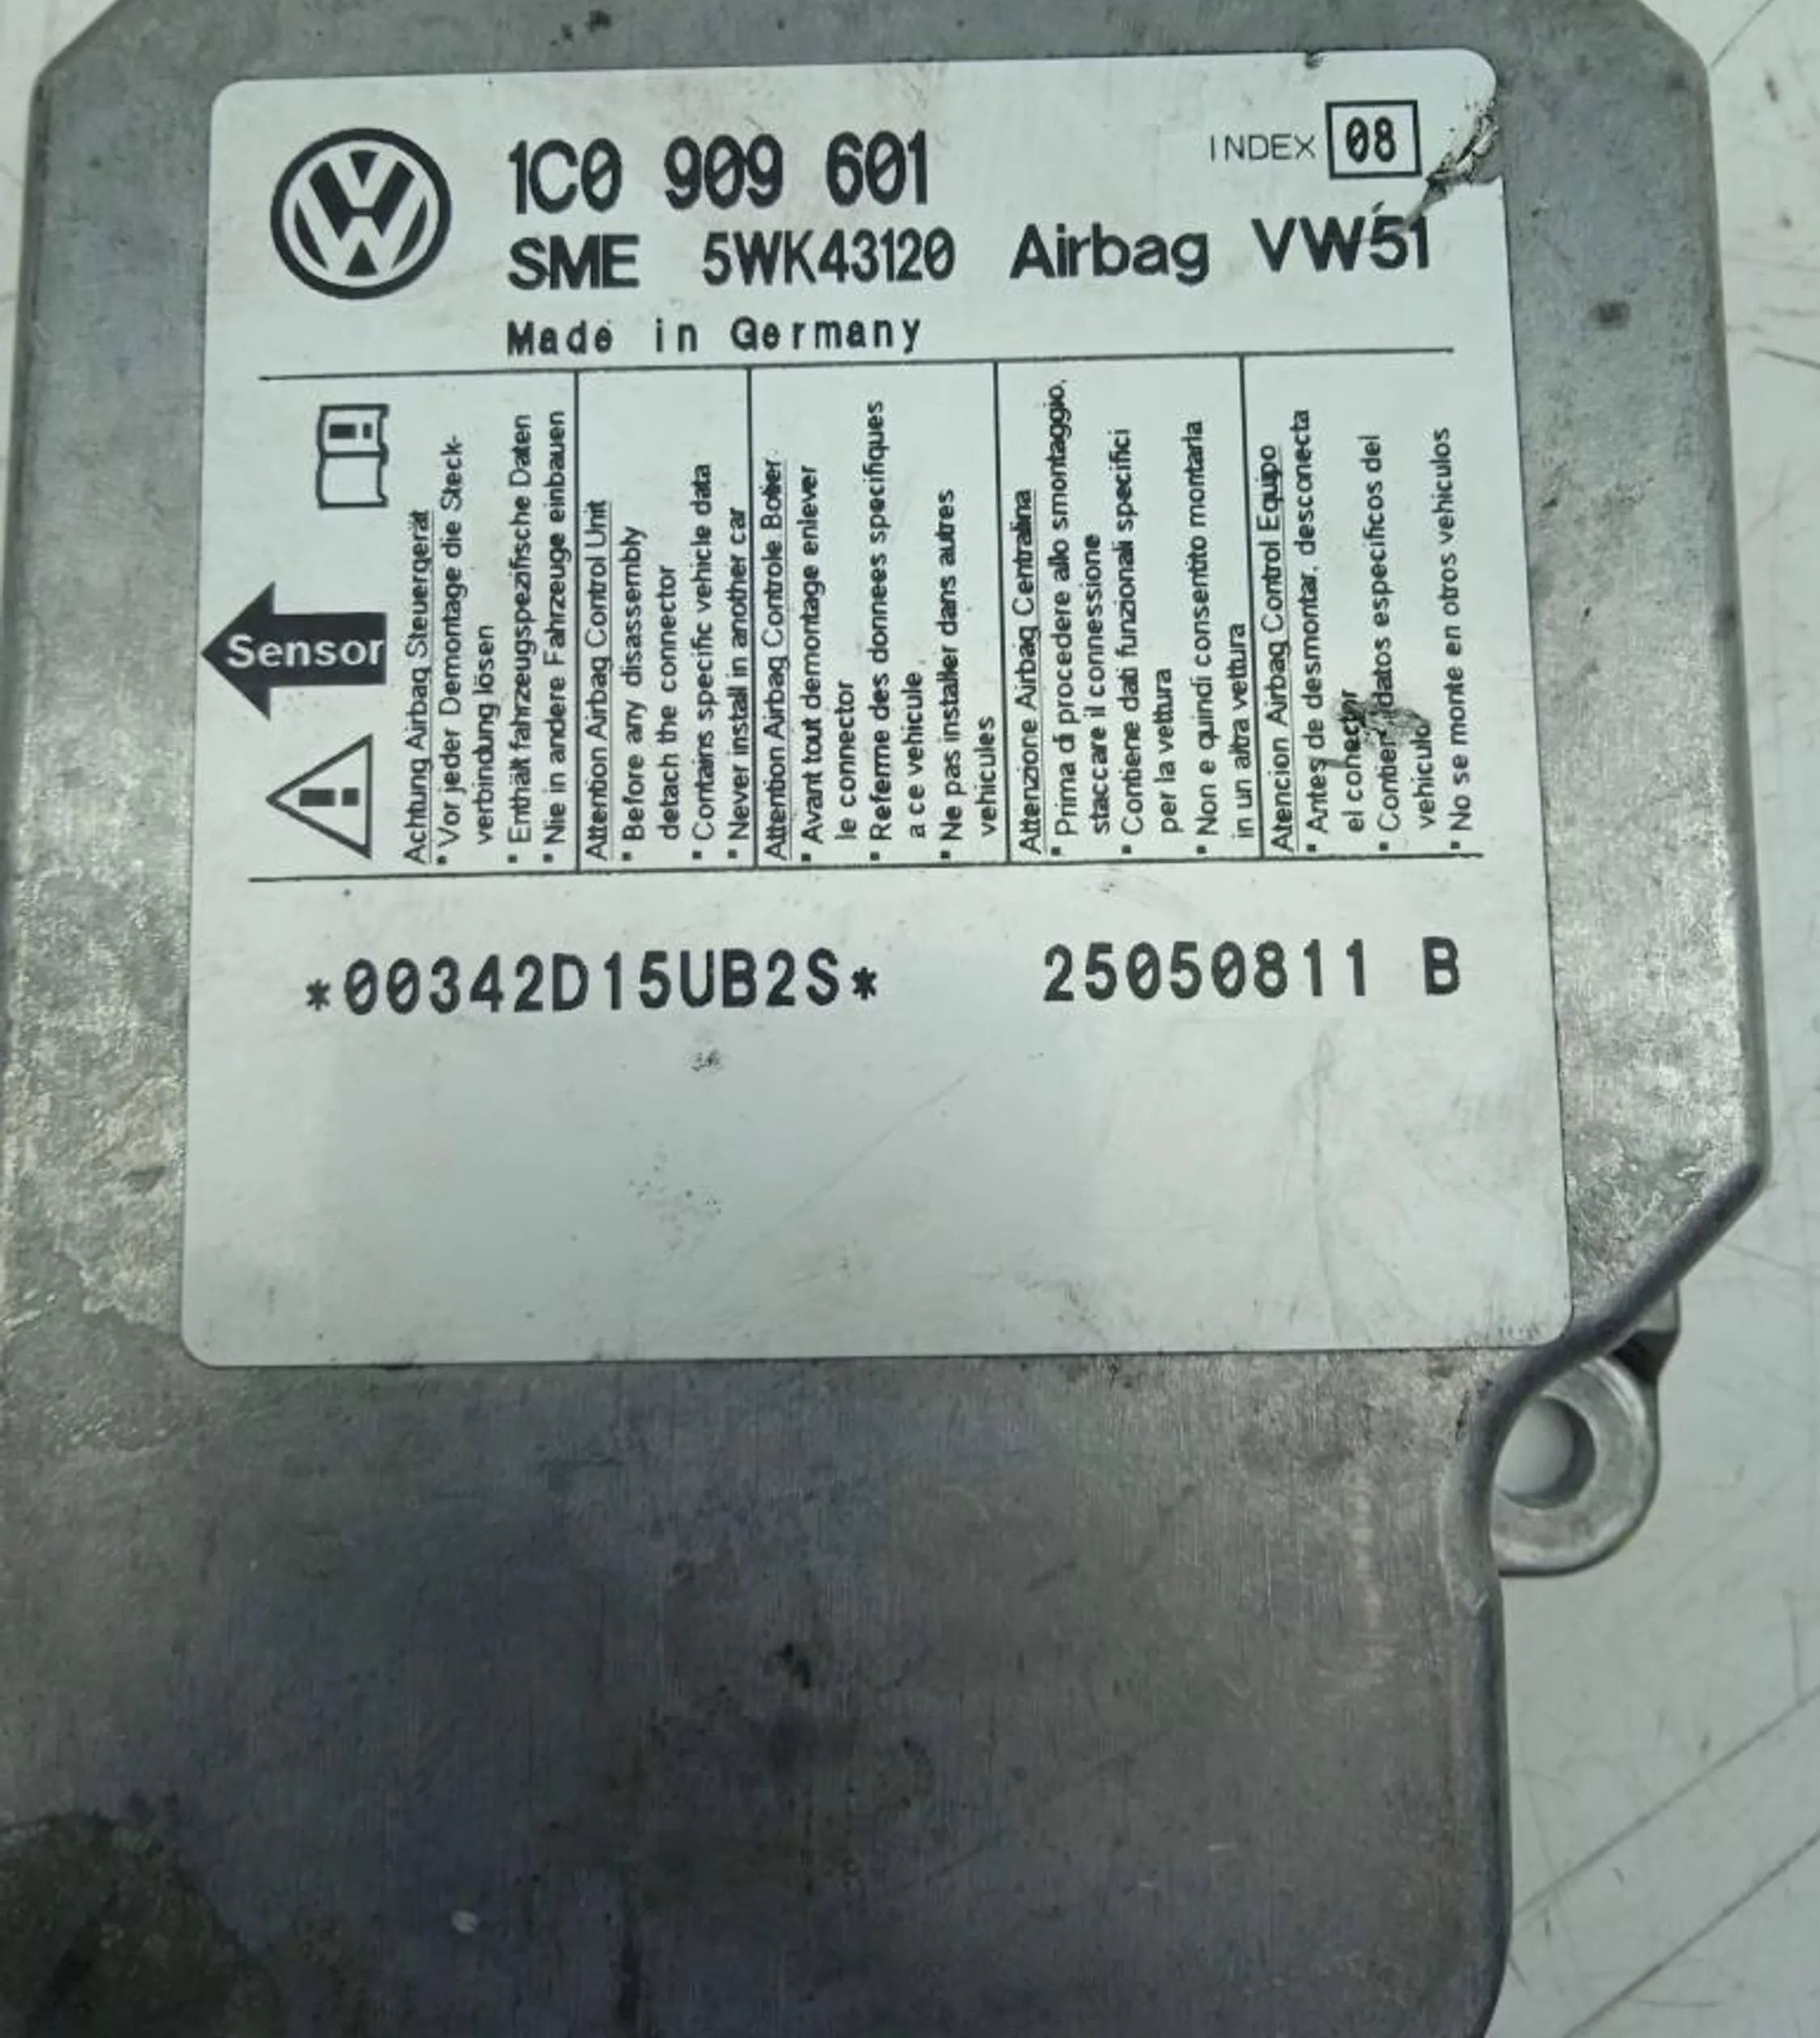 1C0 909 601
INDEX 08
SME 5WK43120 Airbag VW51
Made in Germany
Sensor
Achtung Airbag Steuergerät
▪ Vor jeder Demontage die Steck-
verbindung lösen
▪ Enthält fahrzeugspezifische Daten
▪ Nie in andere Fahrzeuge einbauen
Attention Airbag Control Unit
▪ Before any disassembly
detach the connector
▪ Contains specific vehicle data
▪ Never install in another car
Attention Airbag Controle. Boitier.
▪ Avant tout demontage enlever
le connector
▪ Referme des donnees specifiques
a ce vehicule
▪ Ne pas installer dans autres
vehicules
Attenzione Airbag Centralina
▪ Prima di procedere allo smontaggio,
staccare il connessione
▪ Contiene dati funzionali specifici
per la vettura
▪ Non e quindi consentito montarla
in un altra vettura
Atencion Airbag Control Equipo
▪ Antes de desmontar, desconecta
el conector
▪ datos especificos del
vehiculo
▪ No se monte en otros vehiculos
*00342D15UB2S* 25050811 B